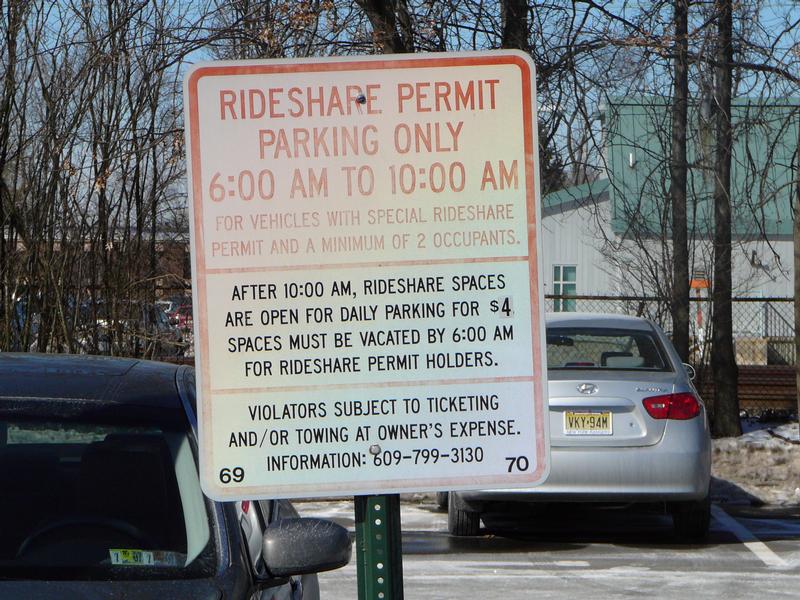 RIDESHARE PERMIT
PARKING ONLY
6:00 AM TO 10:00 AM
FOR VEHICLES WITH SPECIAL RIDESHARE
PERMIT AND A MINIMUM OF 2 OCCUPANTS.
AFTER 10:00 AM, RIDESHARE SPACES
ARE OPEN FOR DAILY PARKING FOR $4
SPACES MUST BE VACATED BY 6:00 AM
FOR RIDESHARE PERMIT HOLDERS.
VIOLATORS SUBJECT TO TICKETING
AND/OR TOWING AT OWNER'S EXPENSE.
INFORMATION: 609-799-3130
69 70
VKY-94M